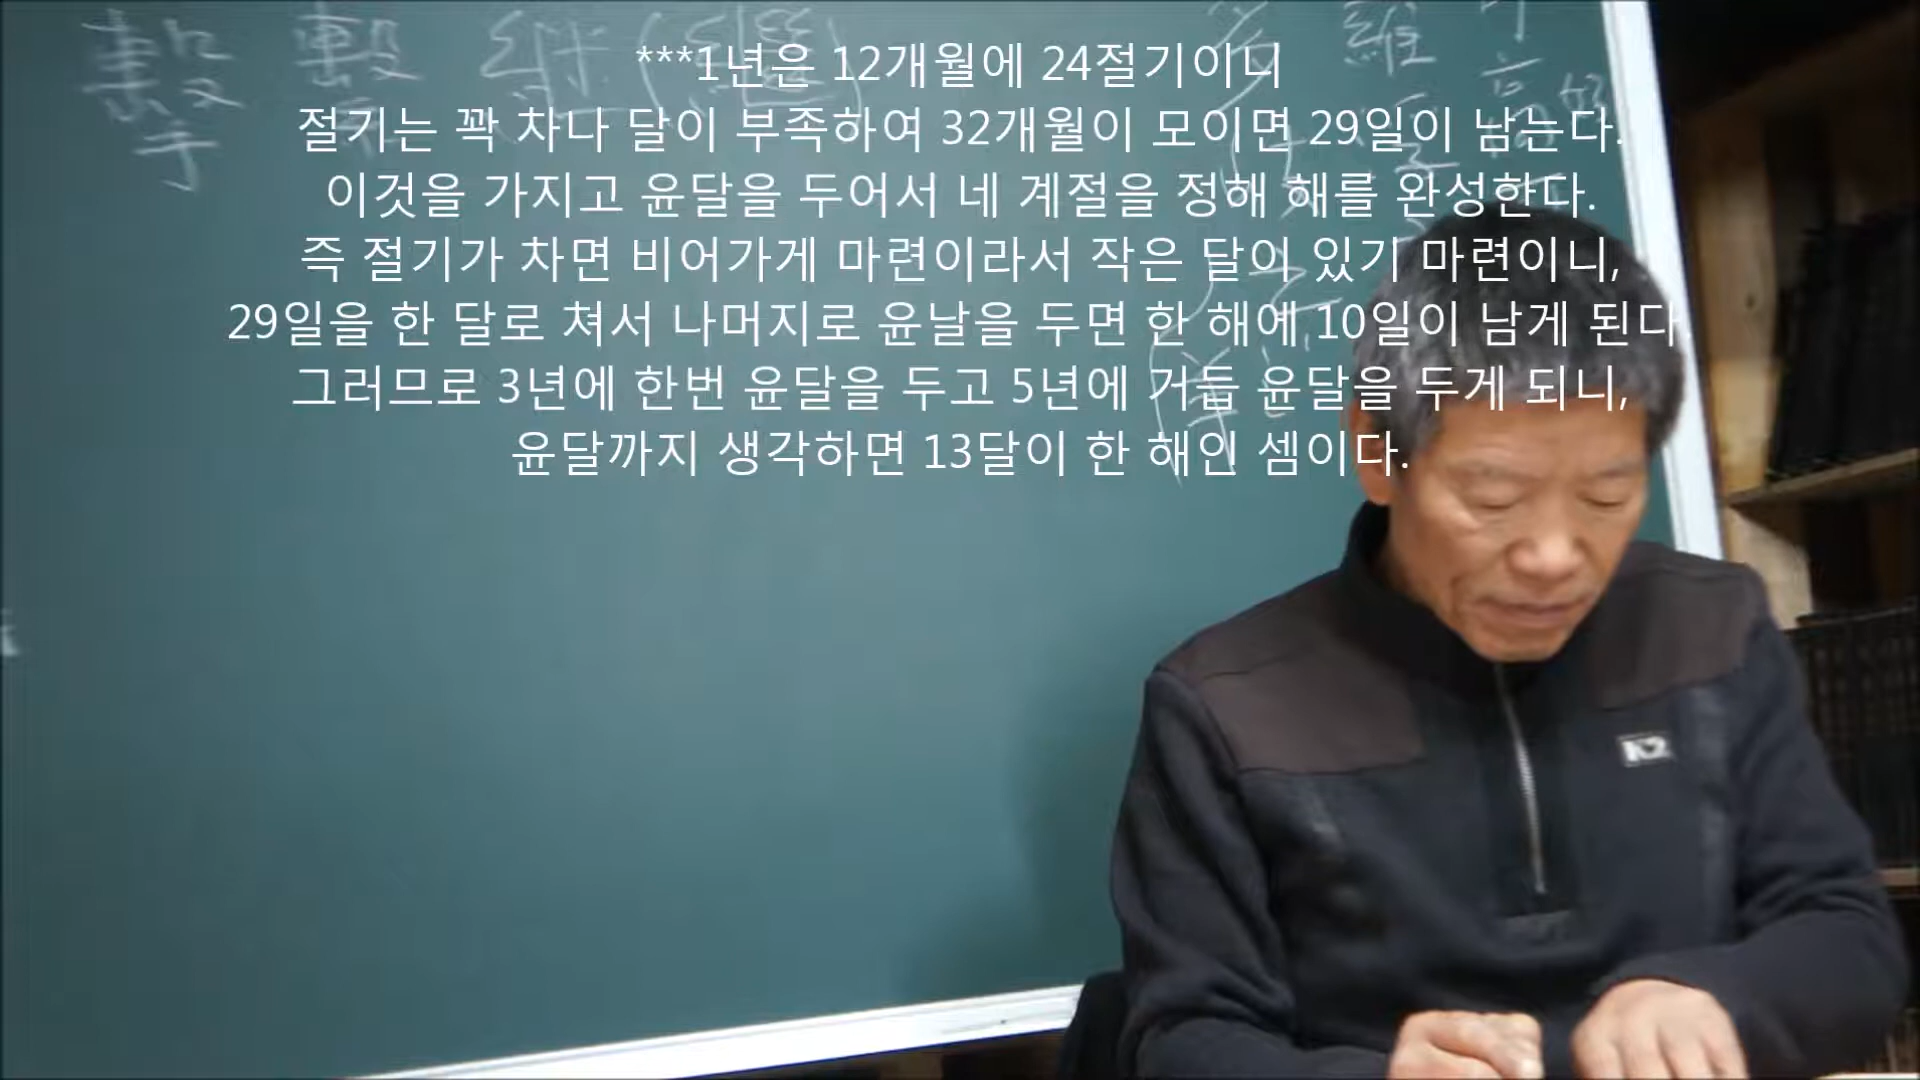 ***1년은 12개월에 24절기이니
절기는 꽉 차나 달이 부족하여 32개월이 모이면 29일이 남는다.
이것을 가지고 윤달을 두어서 네 계절을 정해 해를 완성한다.
즉 절기가 차면 비어가게 마련이라서 작은 달이 있기 마련이니,
29일을 한 달로 쳐서 나머지로 윤날을 두면 한 해에 10일이 남게 된다
그러므로 3년에 한번 윤달을 두고 5년에 거듭 윤달을 두게 되니,
윤달까지 생각하면 13달이 한 해인 셈이다.
K2